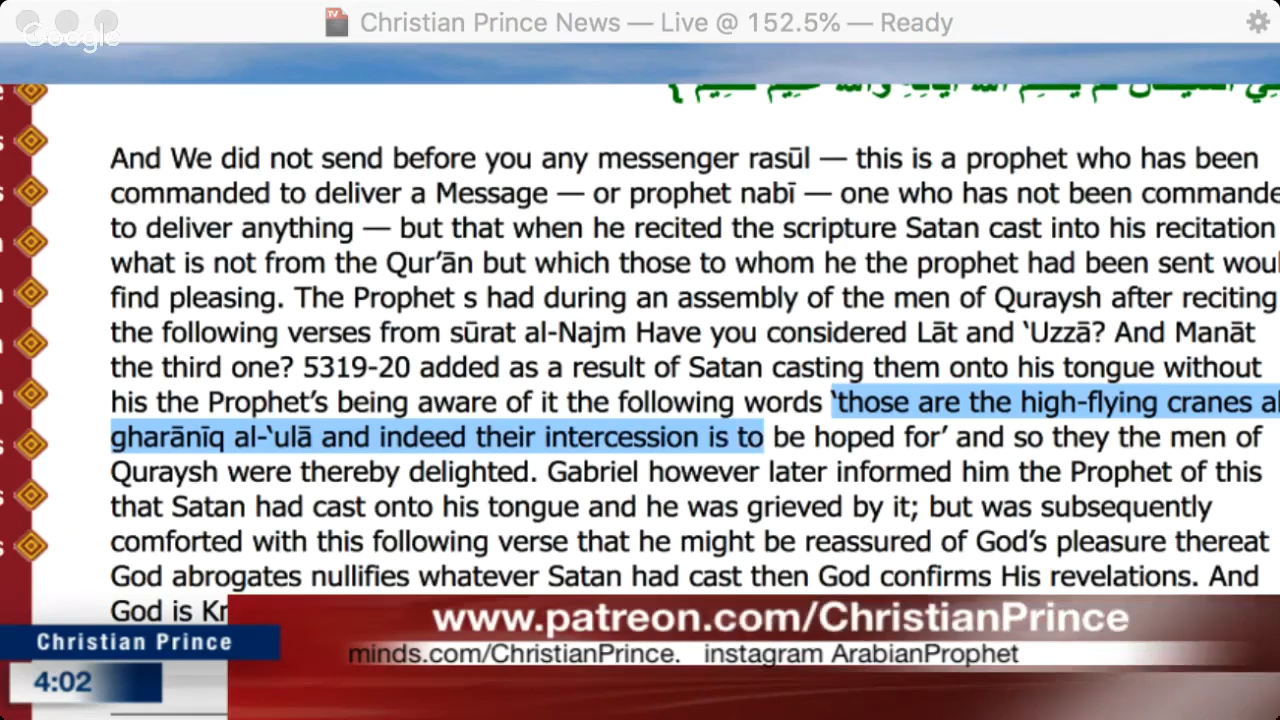 Christian Prince News — Live @ 152.5% — Ready
Google
And We did not send before you any messenger rasūl — this is a prophet who has been
commanded to deliver a Message — or prophet nabī — one who has not been commande
to deliver anything — but that when he recited the scripture Satan cast into his recitation
what is not from the Qur’ān but which those to whom he the prophet had been sent woul
find pleasing. The Prophet s had during an assembly of the men of Quraysh after reciting
the following verses from sūrat al-Najm Have you considered Lāt and ‘Uzzā? And Manāt
the third one? 5319-20 added as a result of Satan casting them onto his tongue without
his the Prophet’s being aware of it the following words ‘those are the high-flying cranes al
gharānīq al-‘ulā and indeed their intercession is to be hoped for’ and so they the men of
Quraysh were thereby delighted. Gabriel however later informed him the Prophet of this
that Satan had cast onto his tongue and he was grieved by it; but was subsequently
comforted with this following verse that he might be reassured of God’s pleasure thereat
God abrogates nullifies whatever Satan had cast then God confirms His revelations. And
God is Kr
www.patreon.com/ChristianPrince
Christian Prince
minds.com/ChristianPrince. instagram ArabianProphet
4:02